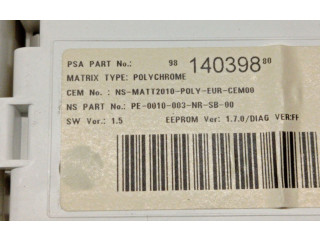 PSA PART No.: 98 140398 80
MATRIX TYPE: POLYCHROME
CEM No.: NS-MATT2010-POLY-EUR-CEM00
NS PART No.: PE-0010-003-NR-SB-00
SW Ver.: 1.5 EEPROM Ver: 1.7.0/DIAG VER:FF